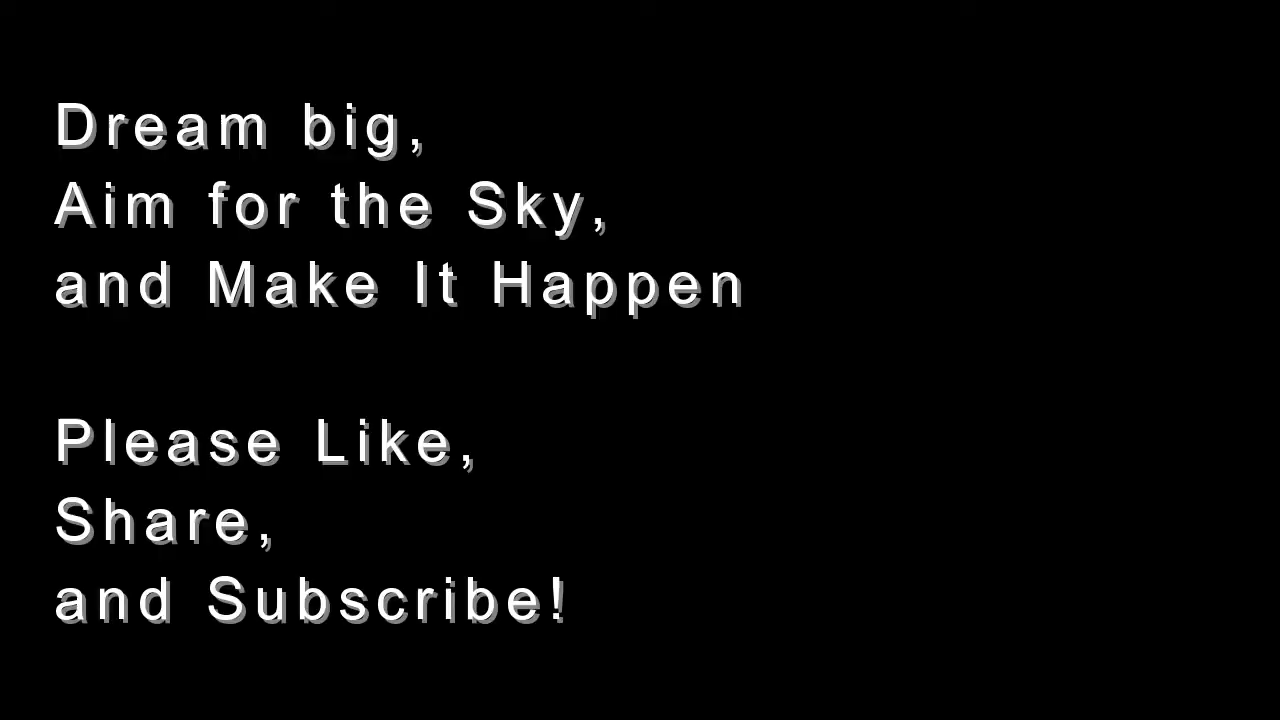 Dream big,
Aim for the Sky,
and Make It Happen
Please Like,
Share,
and Subscribe!